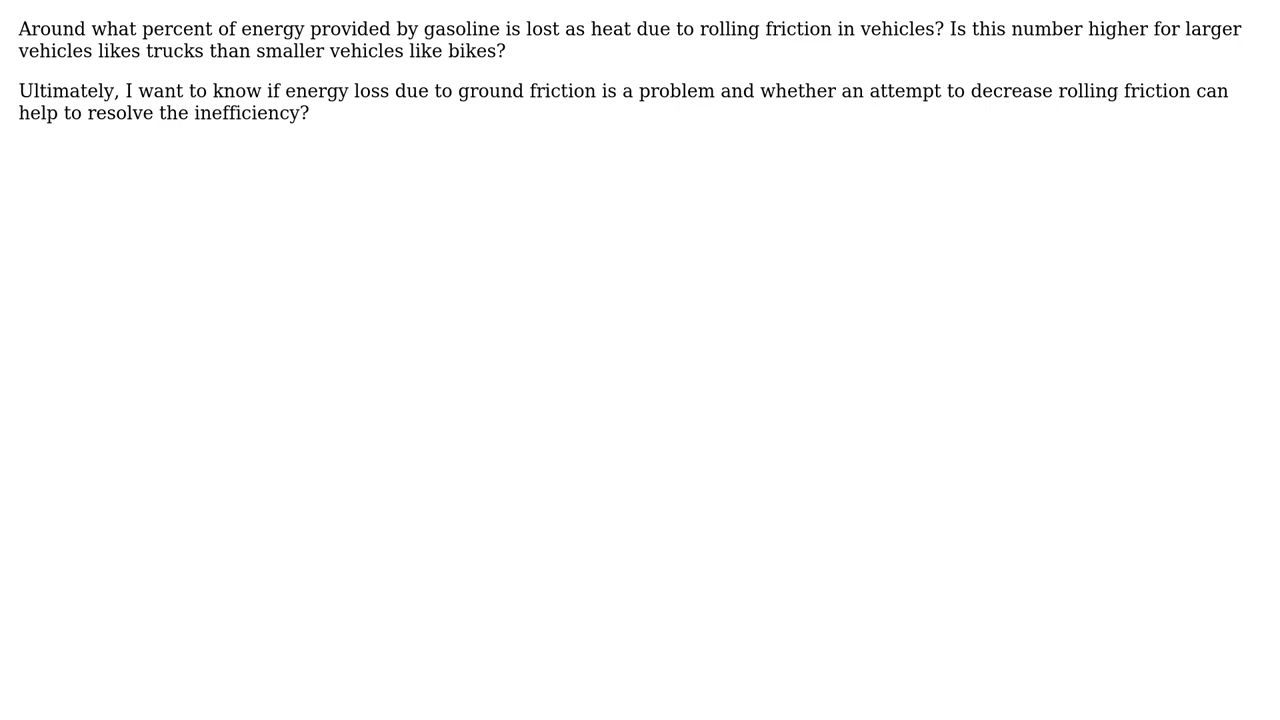 Around what percent of energy provided by gasoline is lost as heat due to rolling friction in vehicles? Is this number higher for larger
vehicles likes trucks than smaller vehicles like bikes?
Ultimately, I want to know if energy loss due to ground friction is a problem and whether an attempt to decrease rolling friction can
help to resolve the inefficiency?